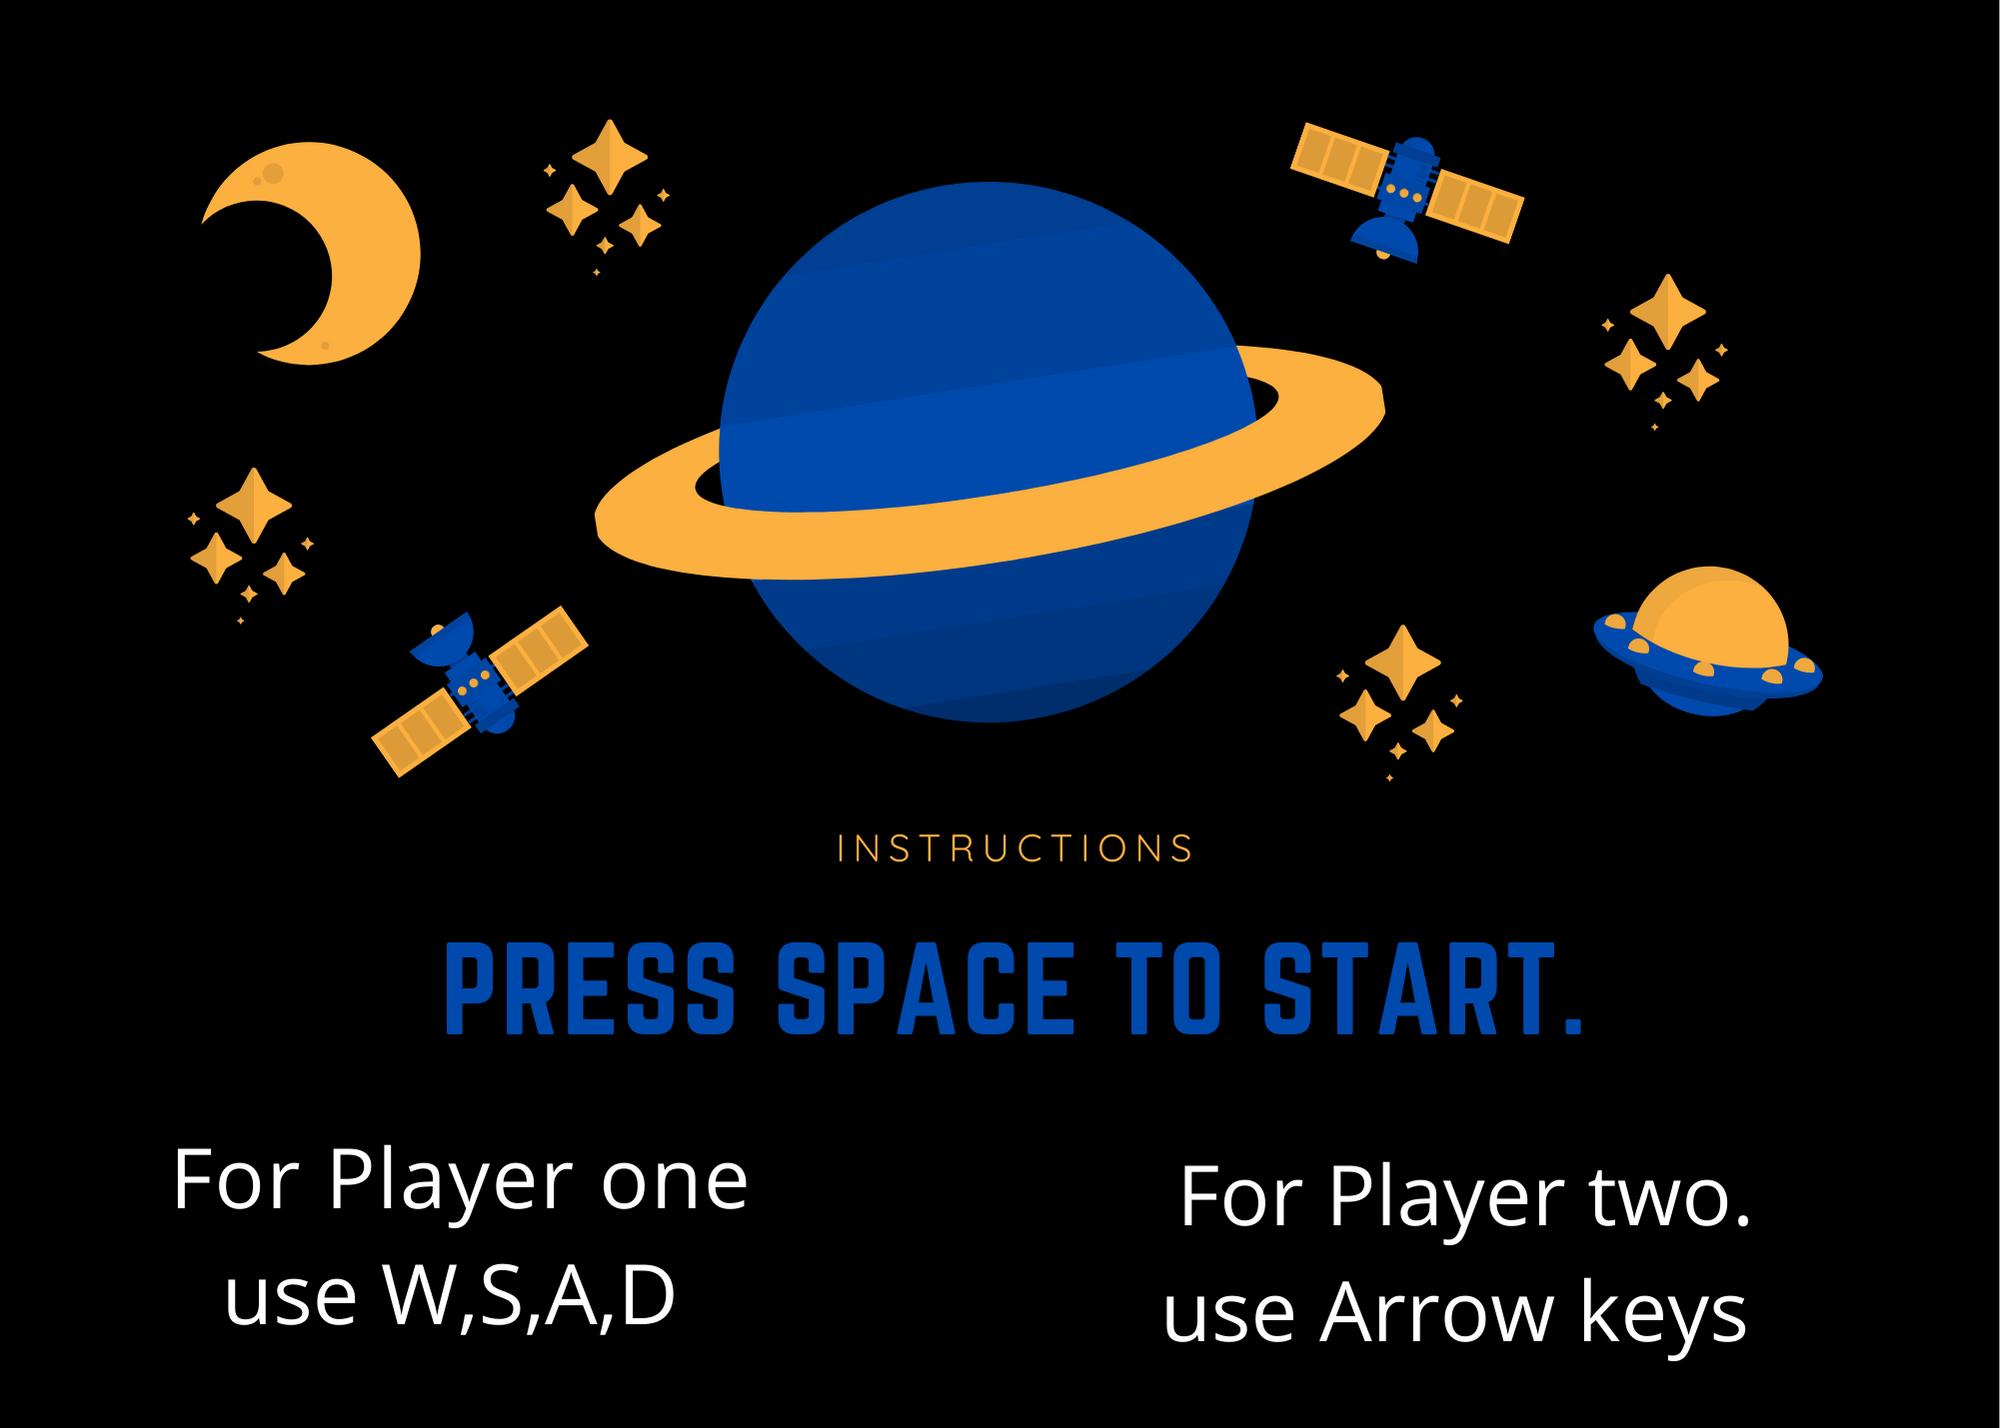 INSTRUCTIONS
PRESS SPACE TO START.
For Player one
use W,S,A,D
For Player two.
use Arrow keys